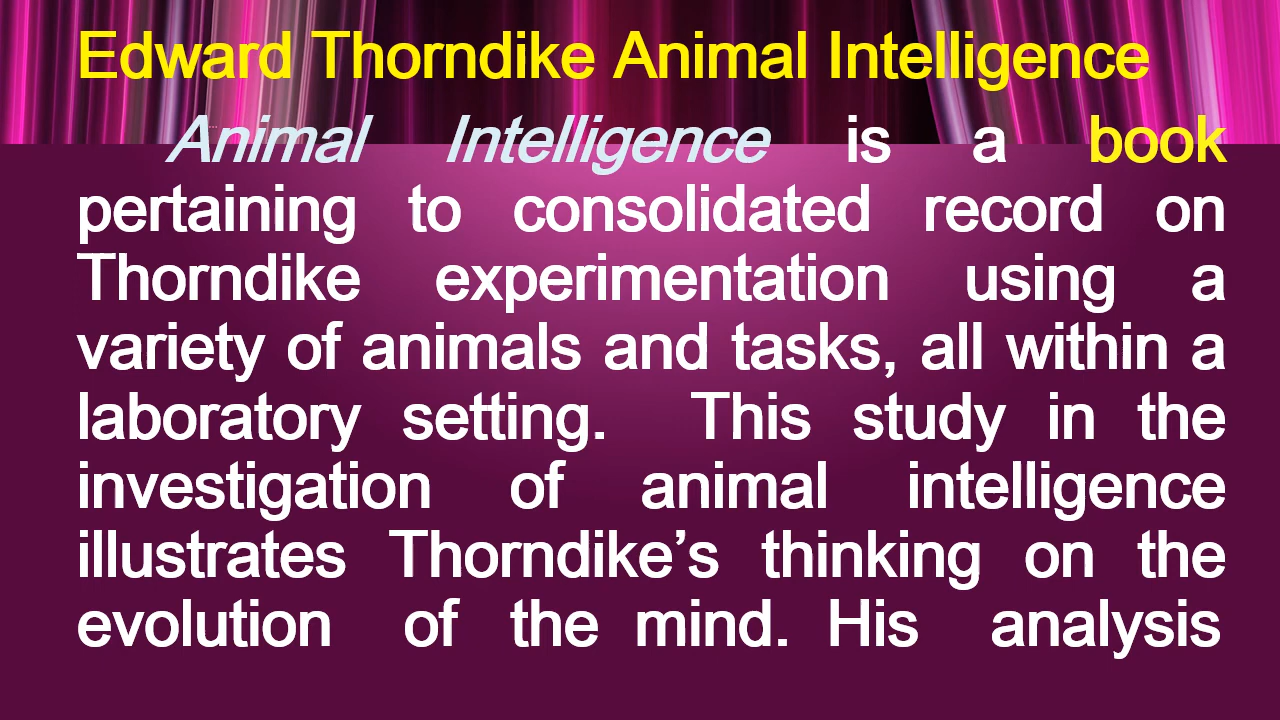 Edward Thorndike Animal Intelligence
Animal Intelligence is a book
pertaining to consolidated record on
Thorndike experimentation using a
variety of animals and tasks, all within a
laboratory setting. This study in the
investigation of animal intelligence
illustrates Thorndike’s thinking on the
evolution of the mind. His analysis